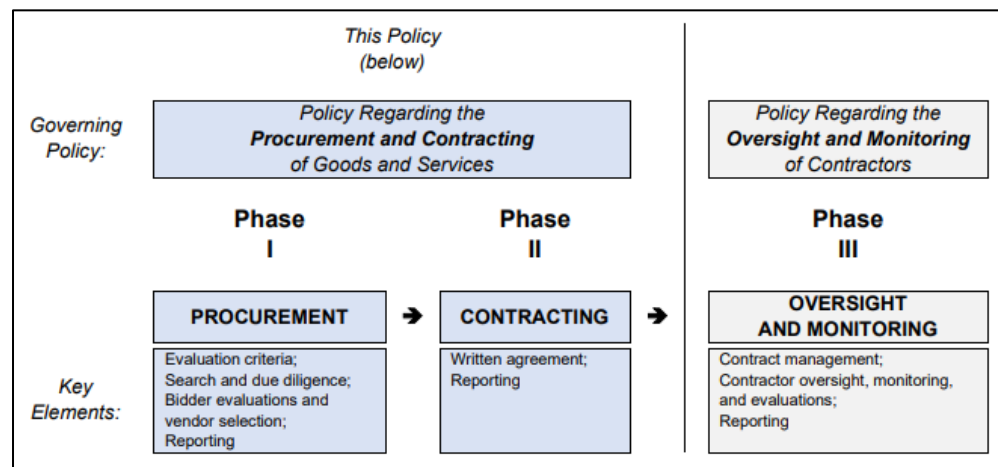 This Policy
(below)
Governing
Policy:
Policy Regarding the
Procurement and Contracting
of Goods and Services
Policy Regarding the
Oversight and Monitoring
of Contractors
Phase
I
Phase
II
Phase
III
PROCUREMENT
CONTRACTING
OVERSIGHT
AND MONITORING
Key
Elements:
Evaluation criteria;
Search and due diligence;
Bidder evaluations and
vendor selection;
Reporting
Written agreement;
Reporting
Contract management;
Contractor oversight, monitoring,
and evaluations;
Reporting